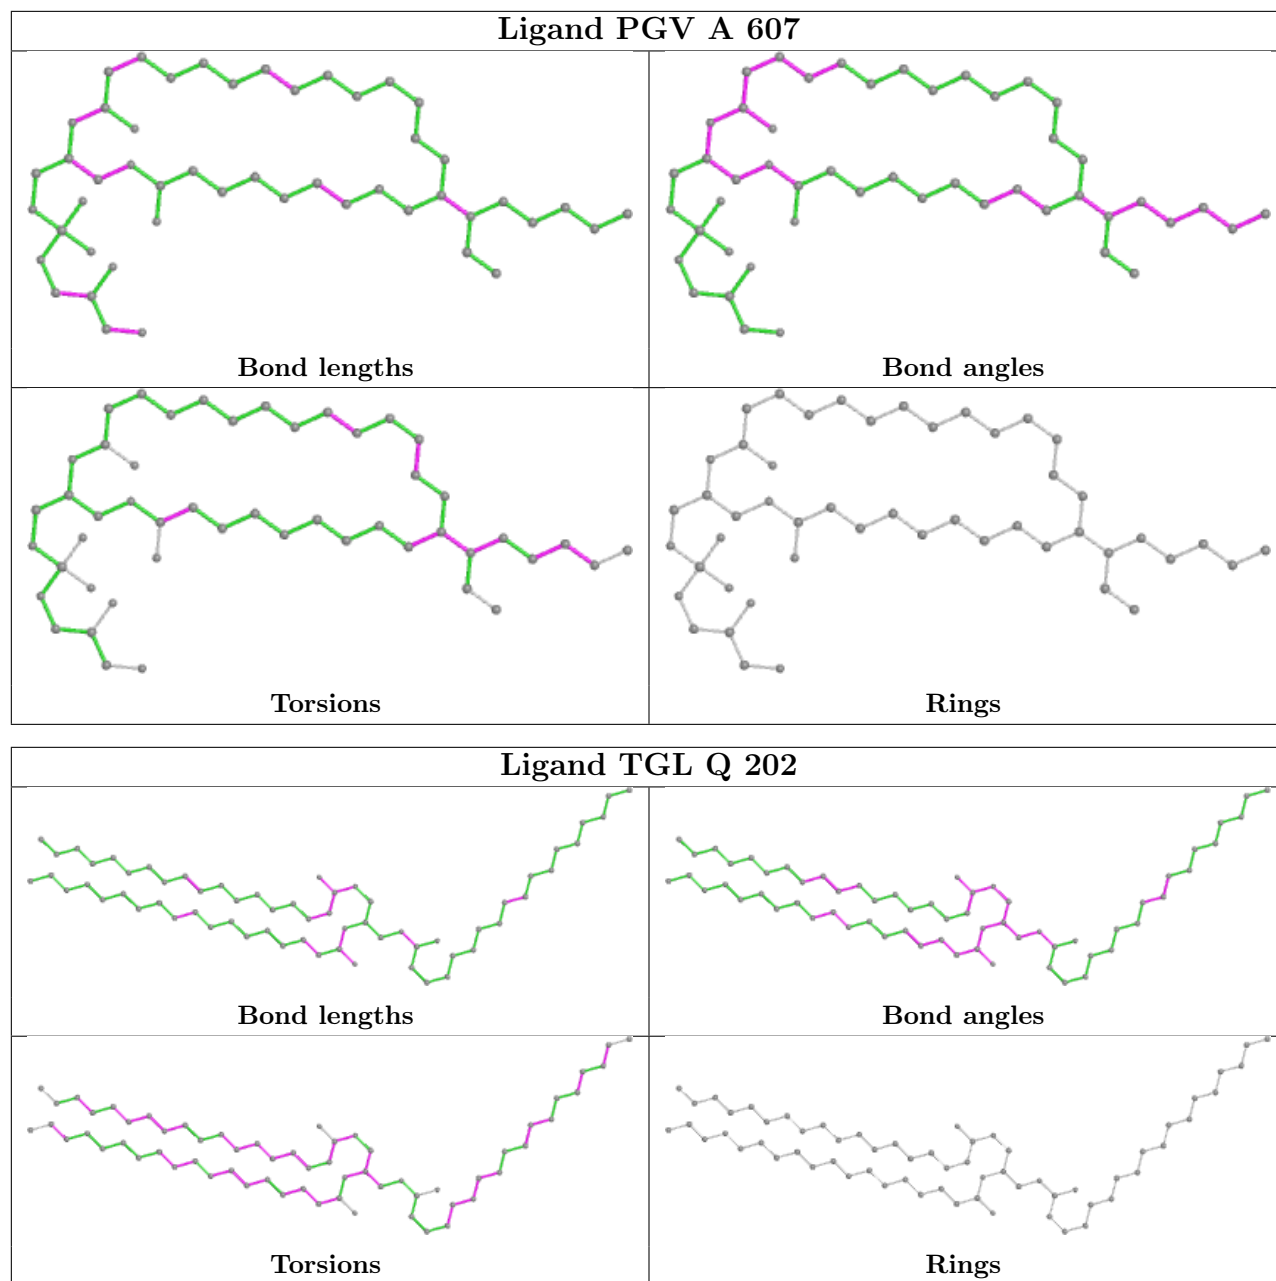 Ligand PGV A 607
Bond lengths
Bond angles
Torsions
Rings
Ligand TGL Q 202
Bond lengths
Bond angles
Torsions
Rings